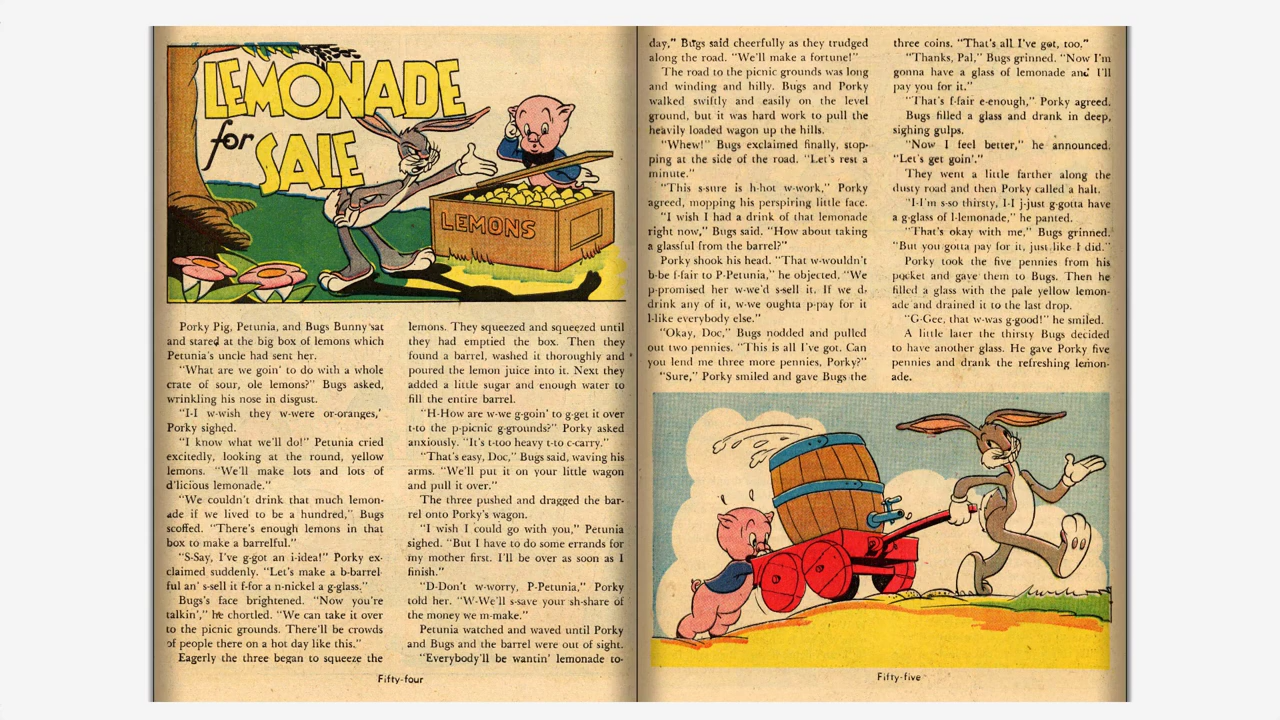 LEMONADE
for
SALE
LEMONS
Porky Pig, Petunia, and Bugs Bunny sat
and stared at the big box of lemons which
Petunia's uncle had sent her.
"What are we goin' to do with a whole
crate of sour, ole lemons?" Bugs asked,
wrinkling his nose in disgust.
"I-I w-wish they w-were or-oranges,'
Porky sighed.
"I know what we'll do!" Petunia cried
excitedly, looking at the round, yellow
lemons. "We'll make lots and lots of
d'licious lemonade."
"We couldn't drink that much lemon-
ade if we lived to be a hundred," Bugs
scoffed. "There's enough lemons in that
box to make a barrelful."
"S-Say, I've g-got an i-idea!" Porky ex-
claimed suddenly. "Let's make a b-barrel-
ful an' s-sell it f-for a n-nickel a g-glass."
Bugs's face brightened. "Now you're
talkin'," he chortled. "We can take it over
to the picnic grounds. There'll be crowds
of people there on a hot day like this."
Eagerly the three began to squeeze the
lemons. They squeezed and squeezed until
they had emptied the box. Then they
found a barrel, washed it thoroughly and
poured the lemon juice into it. Next they
added a little sugar and enough water to
fill the entire barrel.
"H-How are w-we g-goin' to g-get it over
t-to the p-picnic g-grounds?" Porky asked
anxiously. "It's t-too heavy t-to c-carry."
"That's easy, Doc," Bugs said, waving his
arms. "We'll put it on your little wagon
and pull it over."
The three pushed and dragged the bar-
rel onto Porky's wagon.
"I wish I could go with you," Petunia
sighed. "But I have to do some errands for
my mother first. I'll be over as soon as I
finish."
"D-Don't w-worry, P-Petunia," Porky
told her. "W-We'll s-save your sh-share of
the money we m-make."
Petunia watched and waved until Porky
and Bugs and the barrel were out of sight.
"Everybody'll be wantin' lemonade to-
Fifty-four
day," Bugs said cheerfully as they trudged
along the road. "We'll make a fortune!"
The road to the picnic grounds was long
and winding and hilly. Bugs and Porky
walked swiftly and easily on the level
ground, but it was hard work to pull the
heavily loaded wagon up the hills.
"Whew!" Bugs exclaimed finally, stop-
ping at the side of the road. "Let's rest a
minute."
"This s-sure is h-hot w-work," Porky
agreed, mopping his perspiring little face.
"I wish I had a drink of that lemonade
right now," Bugs said. "How about taking
a glassful from the barrel?"
Porky shook his head. "That w-wouldn't
b-be f-fair to P-Petunia," he objected. "We
p-promised her w-we'd s-sell it. If we d-
drink any of it, w-we oughta p-pay for it
l-like everybody else."
"Okay, Doc," Bugs nodded and pulled
out two pennies. "This is all I've got. Can
you lend me three more pennies, Porky?"
"Sure," Porky smiled and gave Bugs the
three coins. "That's all I've got, too."
"Thanks, Pal," Bugs grinned. "Now I'm
gonna have a glass of lemonade and I'll
pay you for it."
"That's f-fair e-enough," Porky agreed.
Bugs filled a glass and drank in deep,
sighing gulps.
"Now I feel better," he announced.
"Let's get goin'."
They went a little farther along the
dusty road and then Porky called a halt.
"I-I'm s-so thirsty, I-I j-just g-gotta have
a g-glass of l-lemonade," he panted.
"That's okay with me," Bugs grinned.
"But you gotta pay for it, just like I did."
Porky took the five pennies from his
pocket and gave them to Bugs. Then he
filled a glass with the pale yellow lemon-
ade and drained it to the last drop.
"G-Gee, that w-was g-good!" he smiled.
A little later the thirsty Bugs decided
to have another glass. He gave Porky five
pennies and drank the refreshing lemon-
ade.
Fifty-five